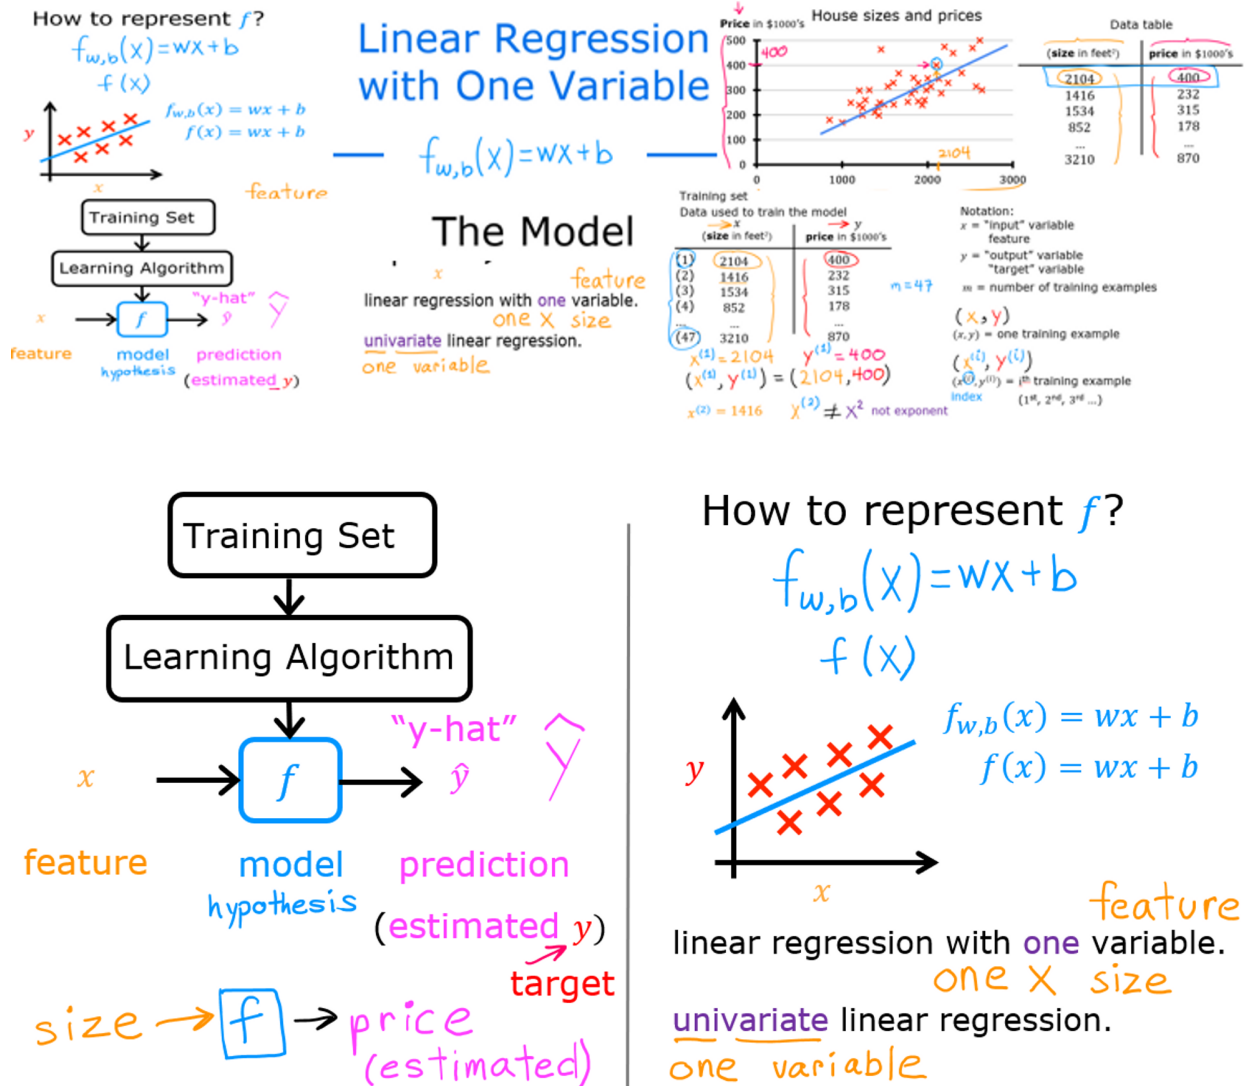 How to represent f?
f_w,b(x) = wx + b
f(x)
f_w,b(x) = wx + b
f(x) = wx + b
y
x
feature
Training Set
Learning Algorithm
"y-hat" ŷ
x
f
ŷ
feature
model
hypothesis
prediction
(estimated y)
Linear Regression
with One Variable
f_w,b(x) = wx + b
The Model
x
feature
linear regression with one variable.
one x size
univariate linear regression.
one variable
House sizes and prices
Price in $1000's
500
400
300
200
100
0
400
2104
0 1000 2000 3000
Data table
(size in feet²) price in $1000's
2104 400
1416 232
1534 315
852 178
... ...
3210 870
Training set
Data used to train the model
x y
(size in feet²) price in $1000's
(1) 2104 400
(2) 1416 232
(3) 1534 315
(4) 852 178
... ... ...
(47) 3210 870
m=47
x⁽¹⁾ = 2104 y⁽¹⁾ = 400
(x⁽¹⁾, y⁽¹⁾) = (2104, 400)
x⁽²⁾ = 1416 x⁽²⁾ ≠ x² not exponent
Notation:
x = "input" variable
feature
y = "output" variable
"target" variable
m = number of training examples
(x, y)
(x, y) = one training example
(x⁽ⁱ⁾, y⁽ⁱ⁾)
(x⁽ⁱ⁾, y⁽ⁱ⁾) = iᵗʰ training example
index
(1st, 2nd, 3rd ...)
Training Set
Learning Algorithm
"y-hat" ŷ
x
f
ŷ
feature
model
hypothesis
prediction
(estimated y)
target
size → f → price
(estimated)
How to represent f?
f_w,b(x) = wx + b
f(x)
f_w,b(x) = wx + b
f(x) = wx + b
y
x
feature
linear regression with one variable.
one x size
univariate linear regression.
one variable